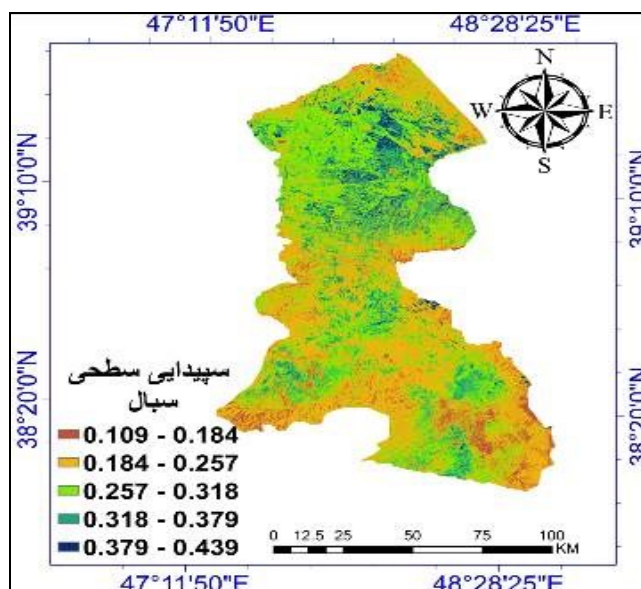 47°11'50"E 48°28'25"E
N
W E
S
39°10'0"N 39°10'0"N
38°20'0"N 38°20'0"N
سپیدایی سطحی
سبال
0.109 - 0.184
0.184 - 0.257
0.257 - 0.318
0.318 - 0.379
0.379 - 0.439
0 12.5 25 50 75 100
KM
47°11'50"E 48°28'25"E